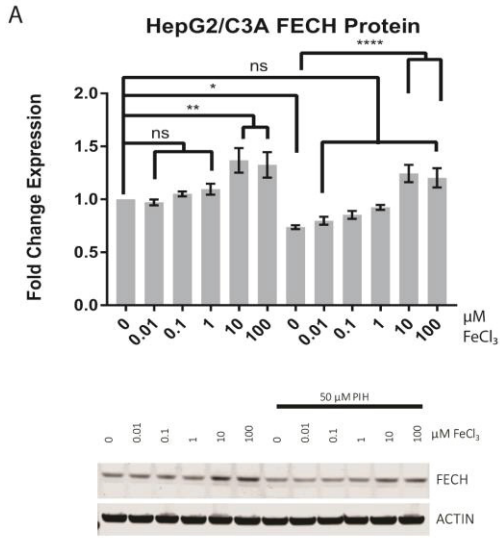 A
HepG2/C3A FECH Protein
****
ns
*
**
ns
Fold Change Expression
2.0
1.5
1.0
0.5
0.0
0 0.01 0.1 1 10 100 0 0.01 0.1 1 10 100
µM
FeCl₃
50 µM PIH
0 0.01 0.1 1 10 100 0 0.01 0.1 1 10 100 µM FeCl₃
FECH
ACTIN